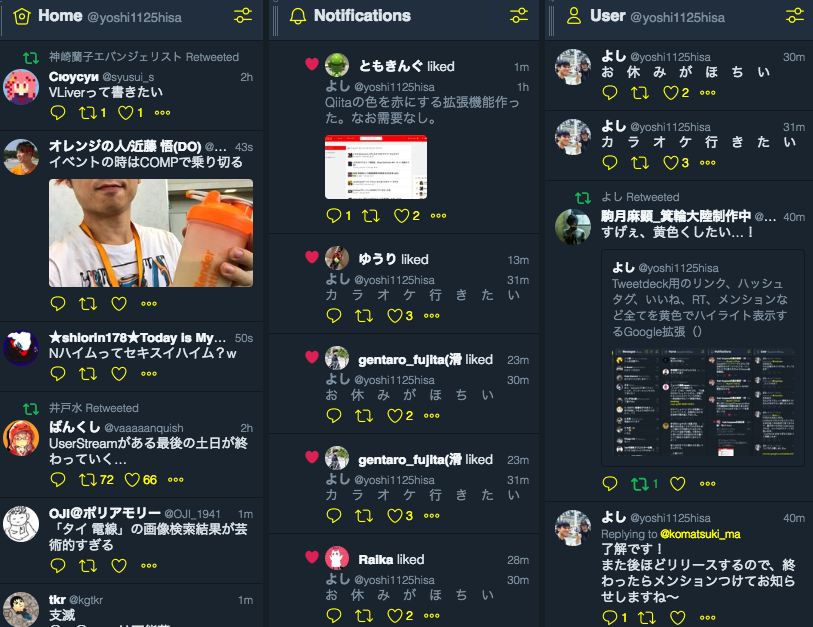 Home @yoshi1125hisa
神崎蘭子エバンジェリスト Retweeted
Сюусуи @syusui_s 2h
VLiverって書きたい
1 1
オレンジの人/近藤 悟(DO) @... 43s
イベントの時はCOMPで乗り切る
★shiorin178★Today is My... 50s
Nハイムってセキスイハイム？w
井戸水 Retweeted
ばんくし @vaaaaanquish 2h
UserStreamがある最後の土日が終
わっていく…
72 66
OJI＠ポリアモリー @OJI_1941 1m
「タイ 電線」の画像検索結果が芸
術的すぎる
tkr @kgtkr 1m
支滅
Notifications
ともきんぐ liked 1m
よし @yoshi1125hisa 1h
Qiitaの色を赤にする拡張機能作っ
た。なお需要なし。
1 2
ゆうり liked 13m
よし @yoshi1125hisa 31m
カ ラ オ ケ 行 き た い
3
gentaro_fujita(滑 liked 23m
よし @yoshi1125hisa 30m
お 休 み が ほ ち い
2
gentaro_fujita(滑 liked 23m
よし @yoshi1125hisa 31m
カ ラ オ ケ 行 き た い
3
Raika liked 28m
よし @yoshi1125hisa 30m
お 休 み が ほ ち い
2
User @yoshi1125hisa
よし @yoshi1125hisa 30m
お 休 み が ほ ち い
2
よし @yoshi1125hisa 31m
カ ラ オ ケ 行 き た い
3
よし Retweeted
駒月麻顕_箕輪大陸制作中 @... 40m
すげぇ、黄色くしたい…！
よし @yoshi1125hisa
Tweetdeck用のリンク、ハッシュ
タグ、いいね、RT、メンションな
ど全てを黄色でハイライト表示す
るGoogle拡張（）
1
よし @yoshi1125hisa 40m
Replying to @komatsuki_ma
了解です！
また後ほどリリースするので、終
わったらメンションつけてお知ら
せしますね〜
1